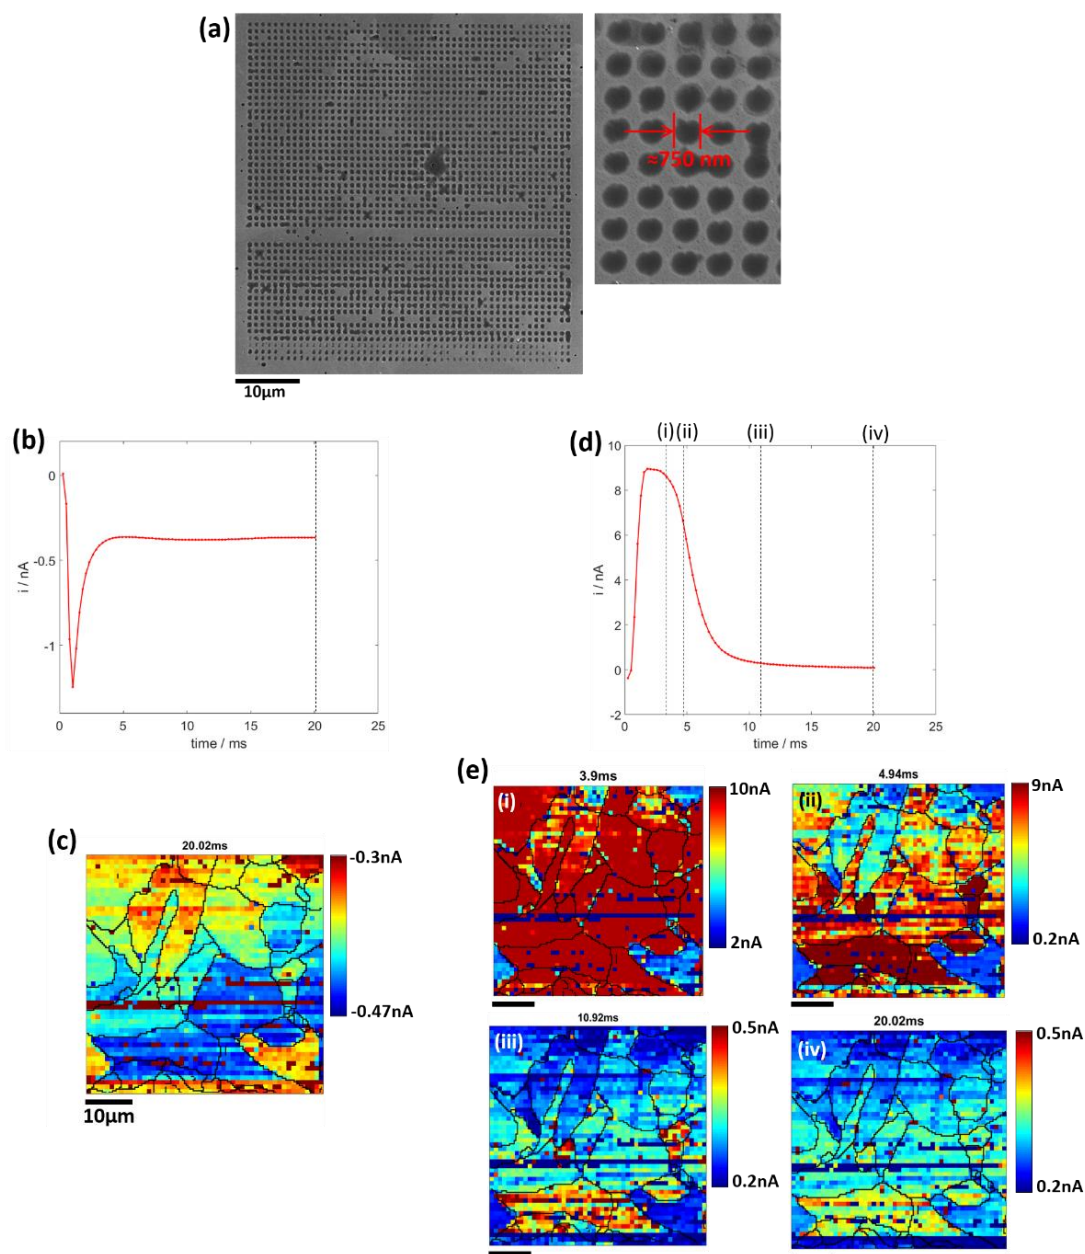 (a)
≈750 nm
10μm
(b)
0
-0.5
-1
i / nA
0 5 10 15 20 25
time / ms
(d)
(i) (ii) (iii) (iv)
10
8
6
4
2
0
-2
i / nA
0 5 10 15 20 25
time / ms
(c)
20.02ms
-0.3nA
-0.47nA
10μm
(e)
3.9ms
(i)
10nA
2nA
4.94ms
(ii)
9nA
0.2nA
10.92ms
(iii)
0.5nA
0.2nA
20.02ms
(iv)
0.5nA
0.2nA